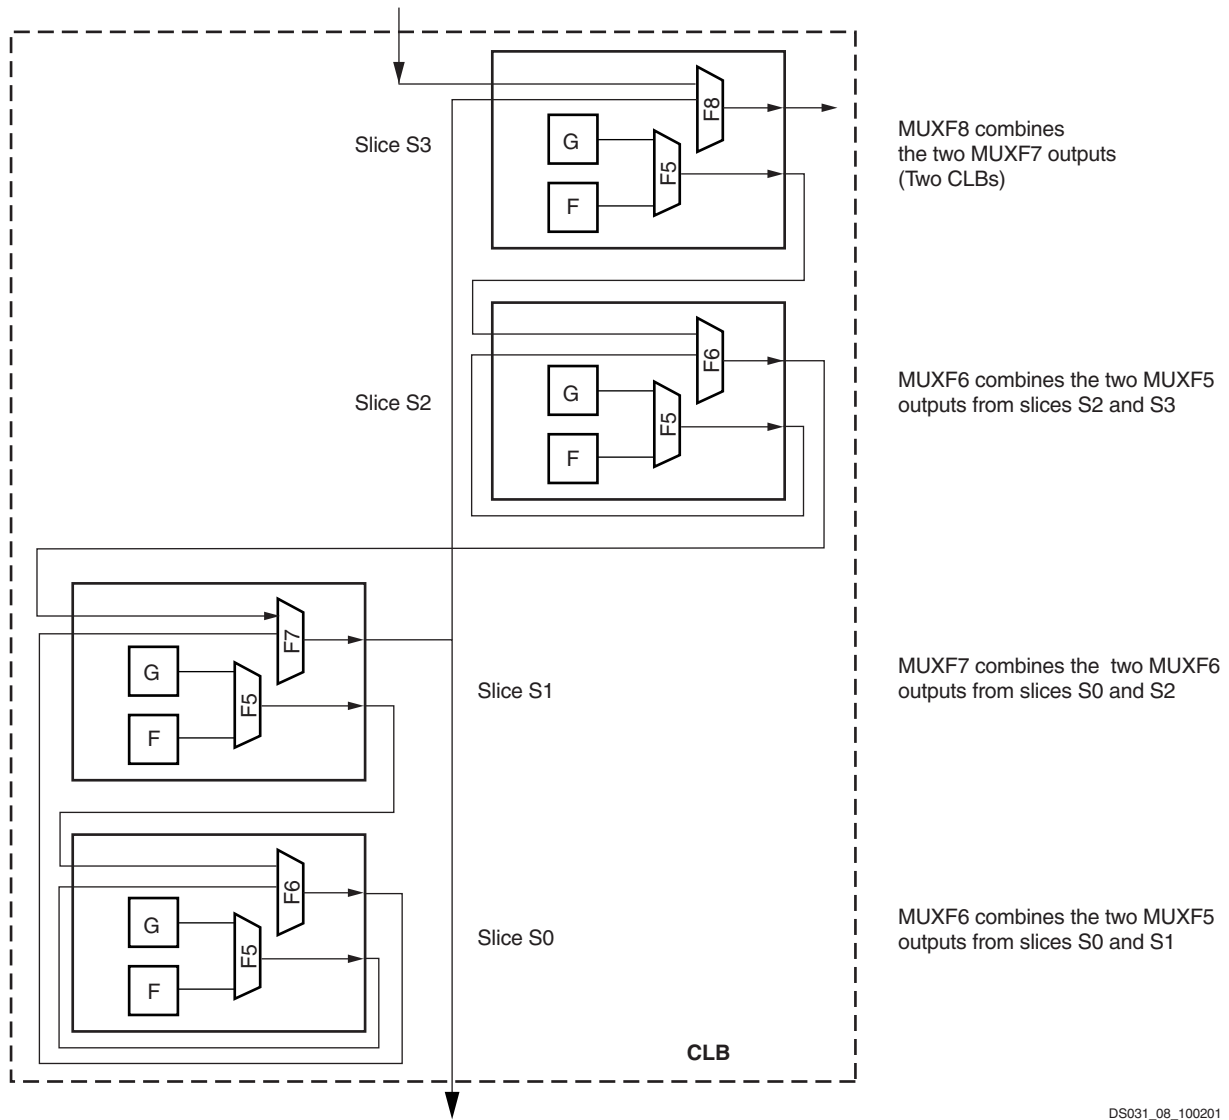 F8
MUXF8 combines
the two MUXF7 outputs
(Two CLBs)
Slice S3
G
F5
F
F6
Slice S2
G
F5
F
MUXF6 combines the two MUXF5
outputs from slices S2 and S3
F7
G
F5
F
Slice S1
MUXF7 combines the two MUXF6
outputs from slices S0 and S2
F6
G
F5
F
Slice S0
MUXF6 combines the two MUXF5
outputs from slices S0 and S1
CLB
DS031_08_100201